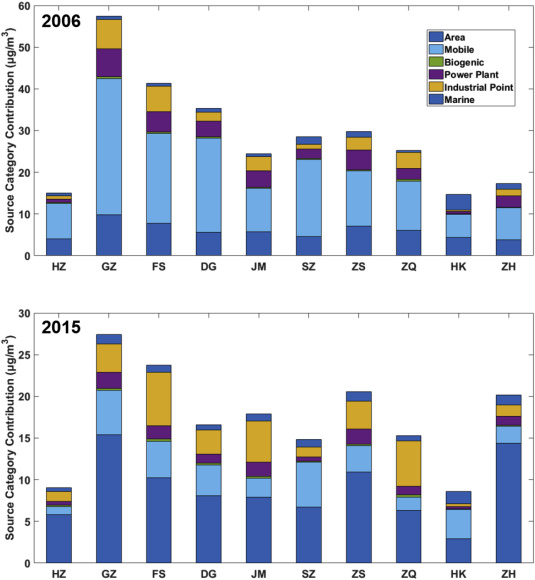 2006
Source Category Contribution (μg/m³)
60
50
40
30
20
10
0
Area
Mobile
Biogenic
Power Plant
Industrial Point
Marine
HZ GZ FS DG JM SZ ZS ZQ HK ZH
2015
Source Category Contribution (μg/m³)
30
25
20
15
10
5
0
HZ GZ FS DG JM SZ ZS ZQ HK ZH